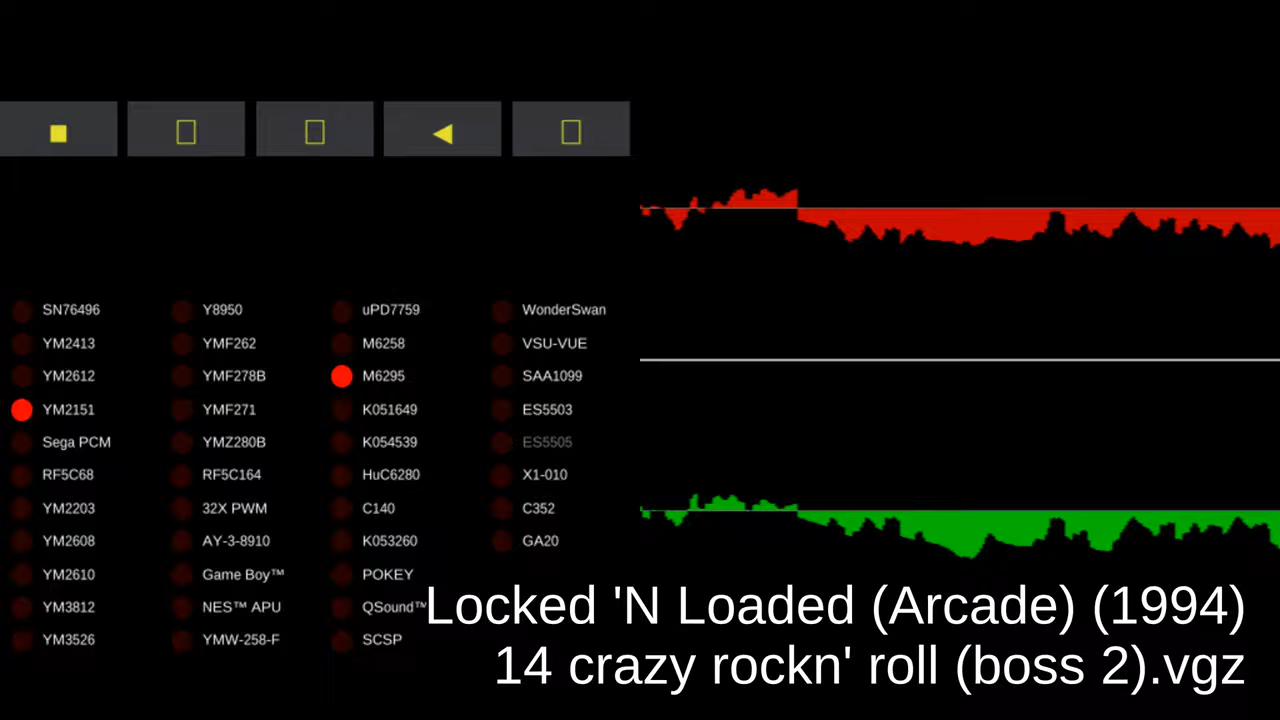 SN76496 Y8950 uPD7759 WonderSwan
YM2413 YMF262 M6258 VSU-VUE
YM2612 YMF278B M6295 SAA1099
YM2151 YMF271 K051649 ES5503
Sega PCM YMZ280B K054539 ES5505
RF5C68 RF5C164 HuC6280 X1-010
YM2203 32X PWM C140 C352
YM2608 AY-3-8910 K053260 GA20
YM2610 Game Boy™ POKEY
YM3812 NES™ APU QSound™
YM3526 YMW-258-F SCSP
Locked 'N Loaded (Arcade) (1994)
14 crazy rockn' roll (boss 2).vgz